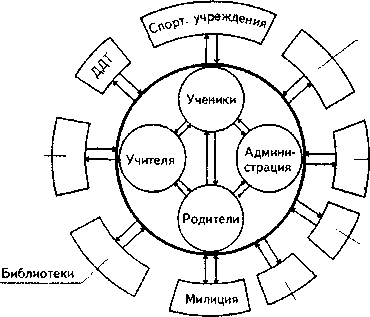 Спорт. учреждения
ДДТ
Ученики
Учителя
Админи-
страция
Родители
Библиотеки
Милиция